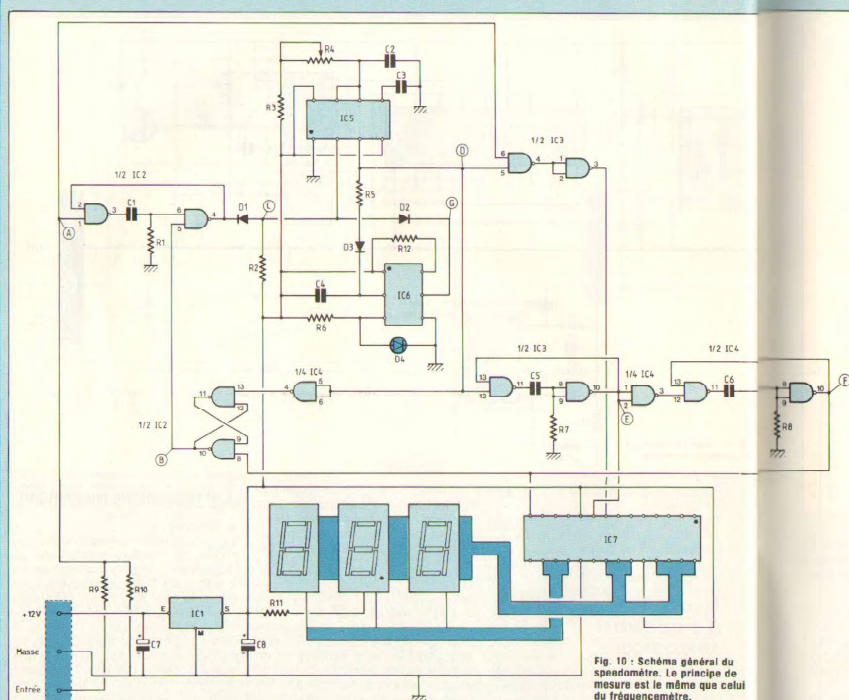 R4
C2
C3
R3
IC5
1/2 IC3
6
5
4
1
2
3
D
1/2 IC2
2
1
3
C1
6
5
4
D1
C
R5
D2
G
A
R1
D3
R12
R2
C4
IC6
R6
D4
1/2 IC3
1/4 IC4
1/2 IC4
13
12
11
C5
8
9
10
1
2
3
13
12
11
C6
8
9
10
F
E
R7
R8
1/4 IC4
4
5
6
13
12
11
1/2 IC2
9
8
10
B
IC7
R9
R10
+12V
E
IC1
S
M
R11
C7
C8
Masse
Entrée
Fig. 10 : Schéma général du
speedomètre. Le principe de
mesure est le même que celui
du fréquencemètre.